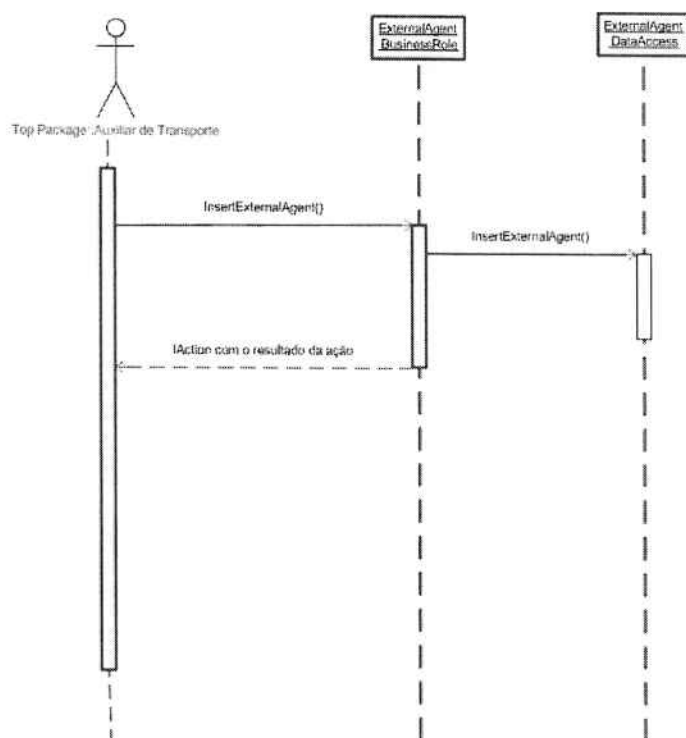 ExternalAgent
BusinessRole
ExternalAgent
DataAccess
Top Package::Auxiliar de Transporte
InsertExternalAgent()
InsertExternalAgent()
IAction com o resultado da ação